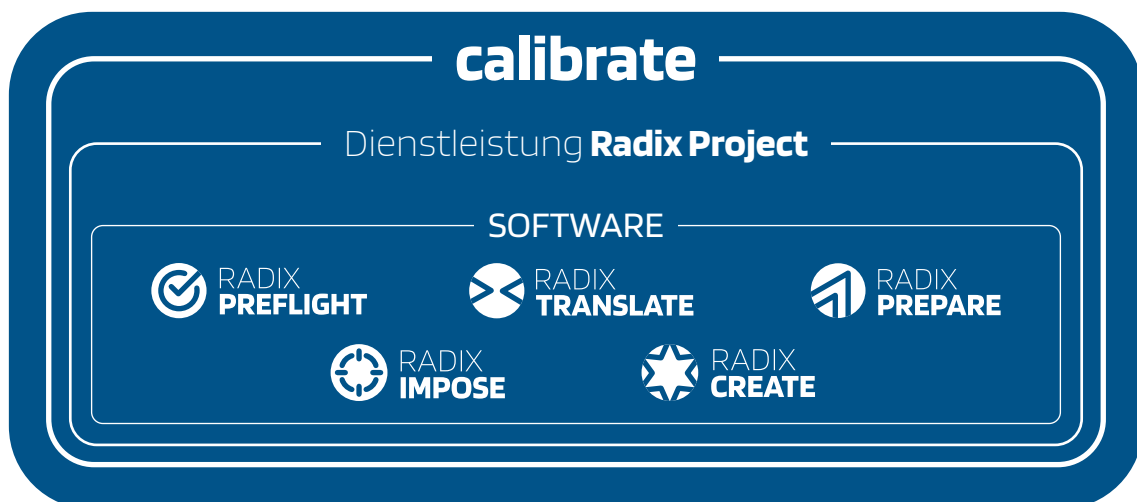 calibrate
Dienstleistung Radix Project
SOFTWARE
RADIX
PREFLIGHT
RADIX
TRANSLATE
RADIX
PREPARE
RADIX
IMPOSE
RADIX
CREATE